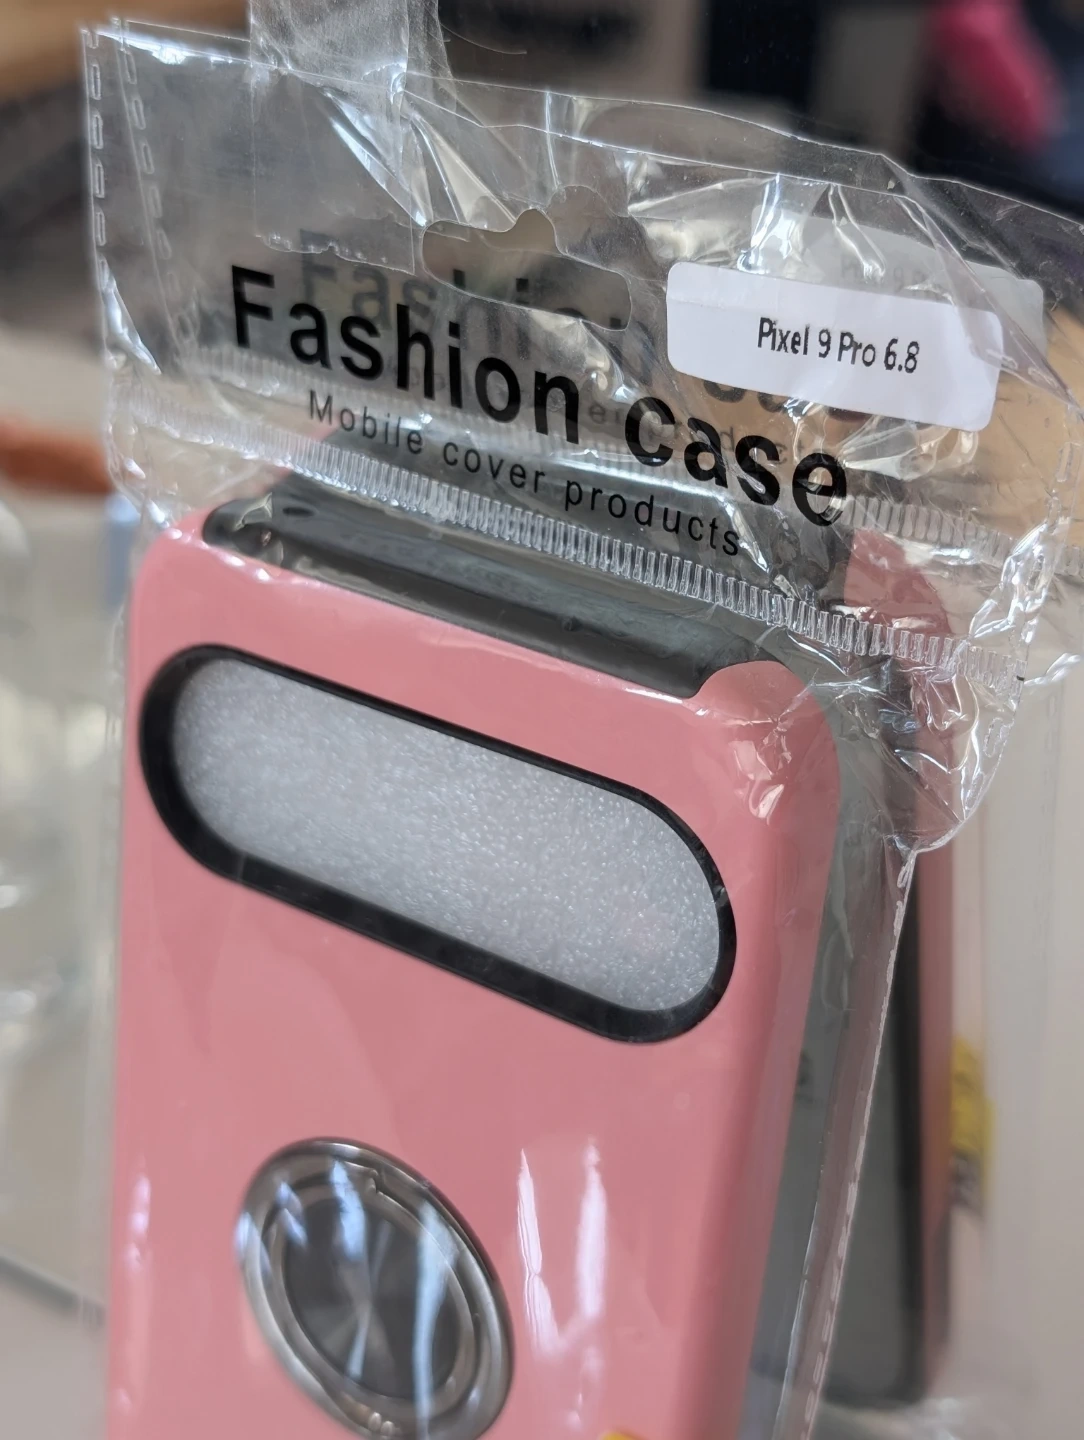 Fashion case
Mobile cover products
Pixel 9 Pro 6.8